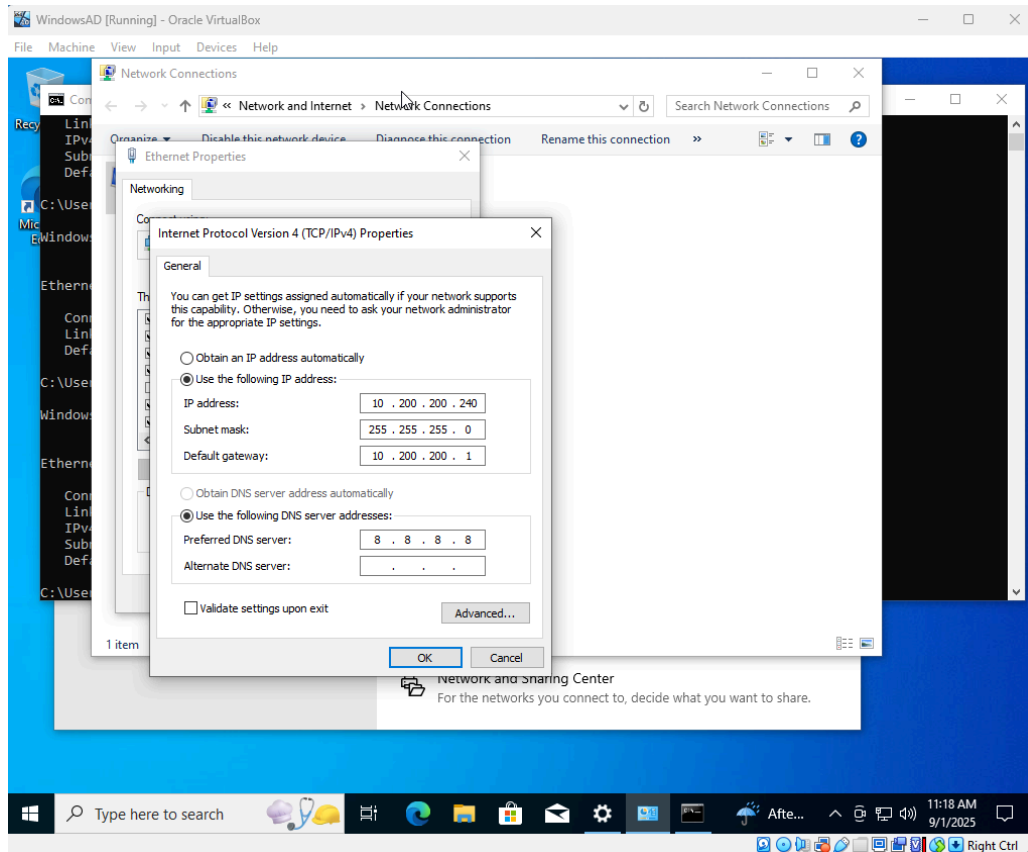 WindowsAD [Running] - Oracle VirtualBox
File Machine View Input Devices Help
Network Connections
« Network and Internet > Network Connections
Search Network Connections
Organize Disable this network device Diagnose this connection Rename this connection »
Ethernet Properties
Networking
Internet Protocol Version 4 (TCP/IPv4) Properties
General
You can get IP settings assigned automatically if your network supports
this capability. Otherwise, you need to ask your network administrator
for the appropriate IP settings.
Obtain an IP address automatically
Use the following IP address:
IP address: 10 . 200 . 200 . 240
Subnet mask: 255 . 255 . 255 . 0
Default gateway: 10 . 200 . 200 . 1
Obtain DNS server address automatically
Use the following DNS server addresses:
Preferred DNS server: 8 . 8 . 8 . 8
Alternate DNS server: . . .
Validate settings upon exit
Advanced...
OK Cancel
1 item
Network and Sharing Center
For the networks you connect to, decide what you want to share.
Type here to search
Afte...
11:18 AM
9/1/2025
Right Ctrl